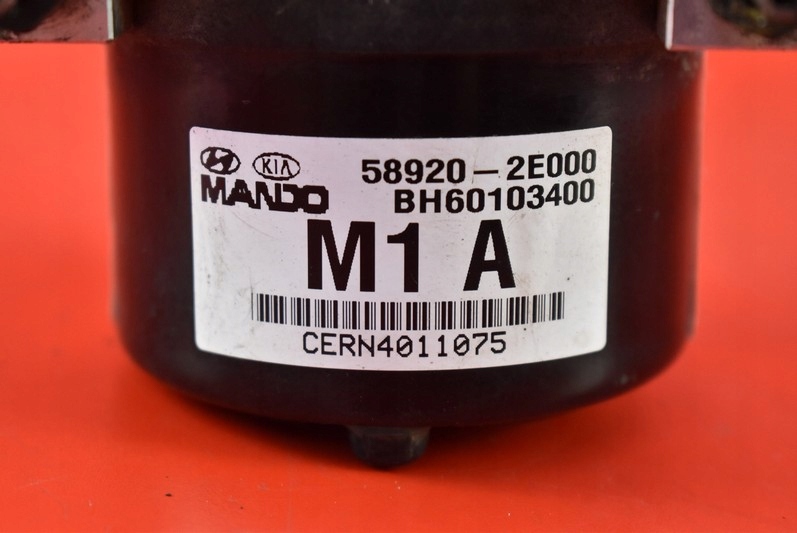 KIA 58920-2E000
MANDO BH60103400
M1 A
CERN4011075